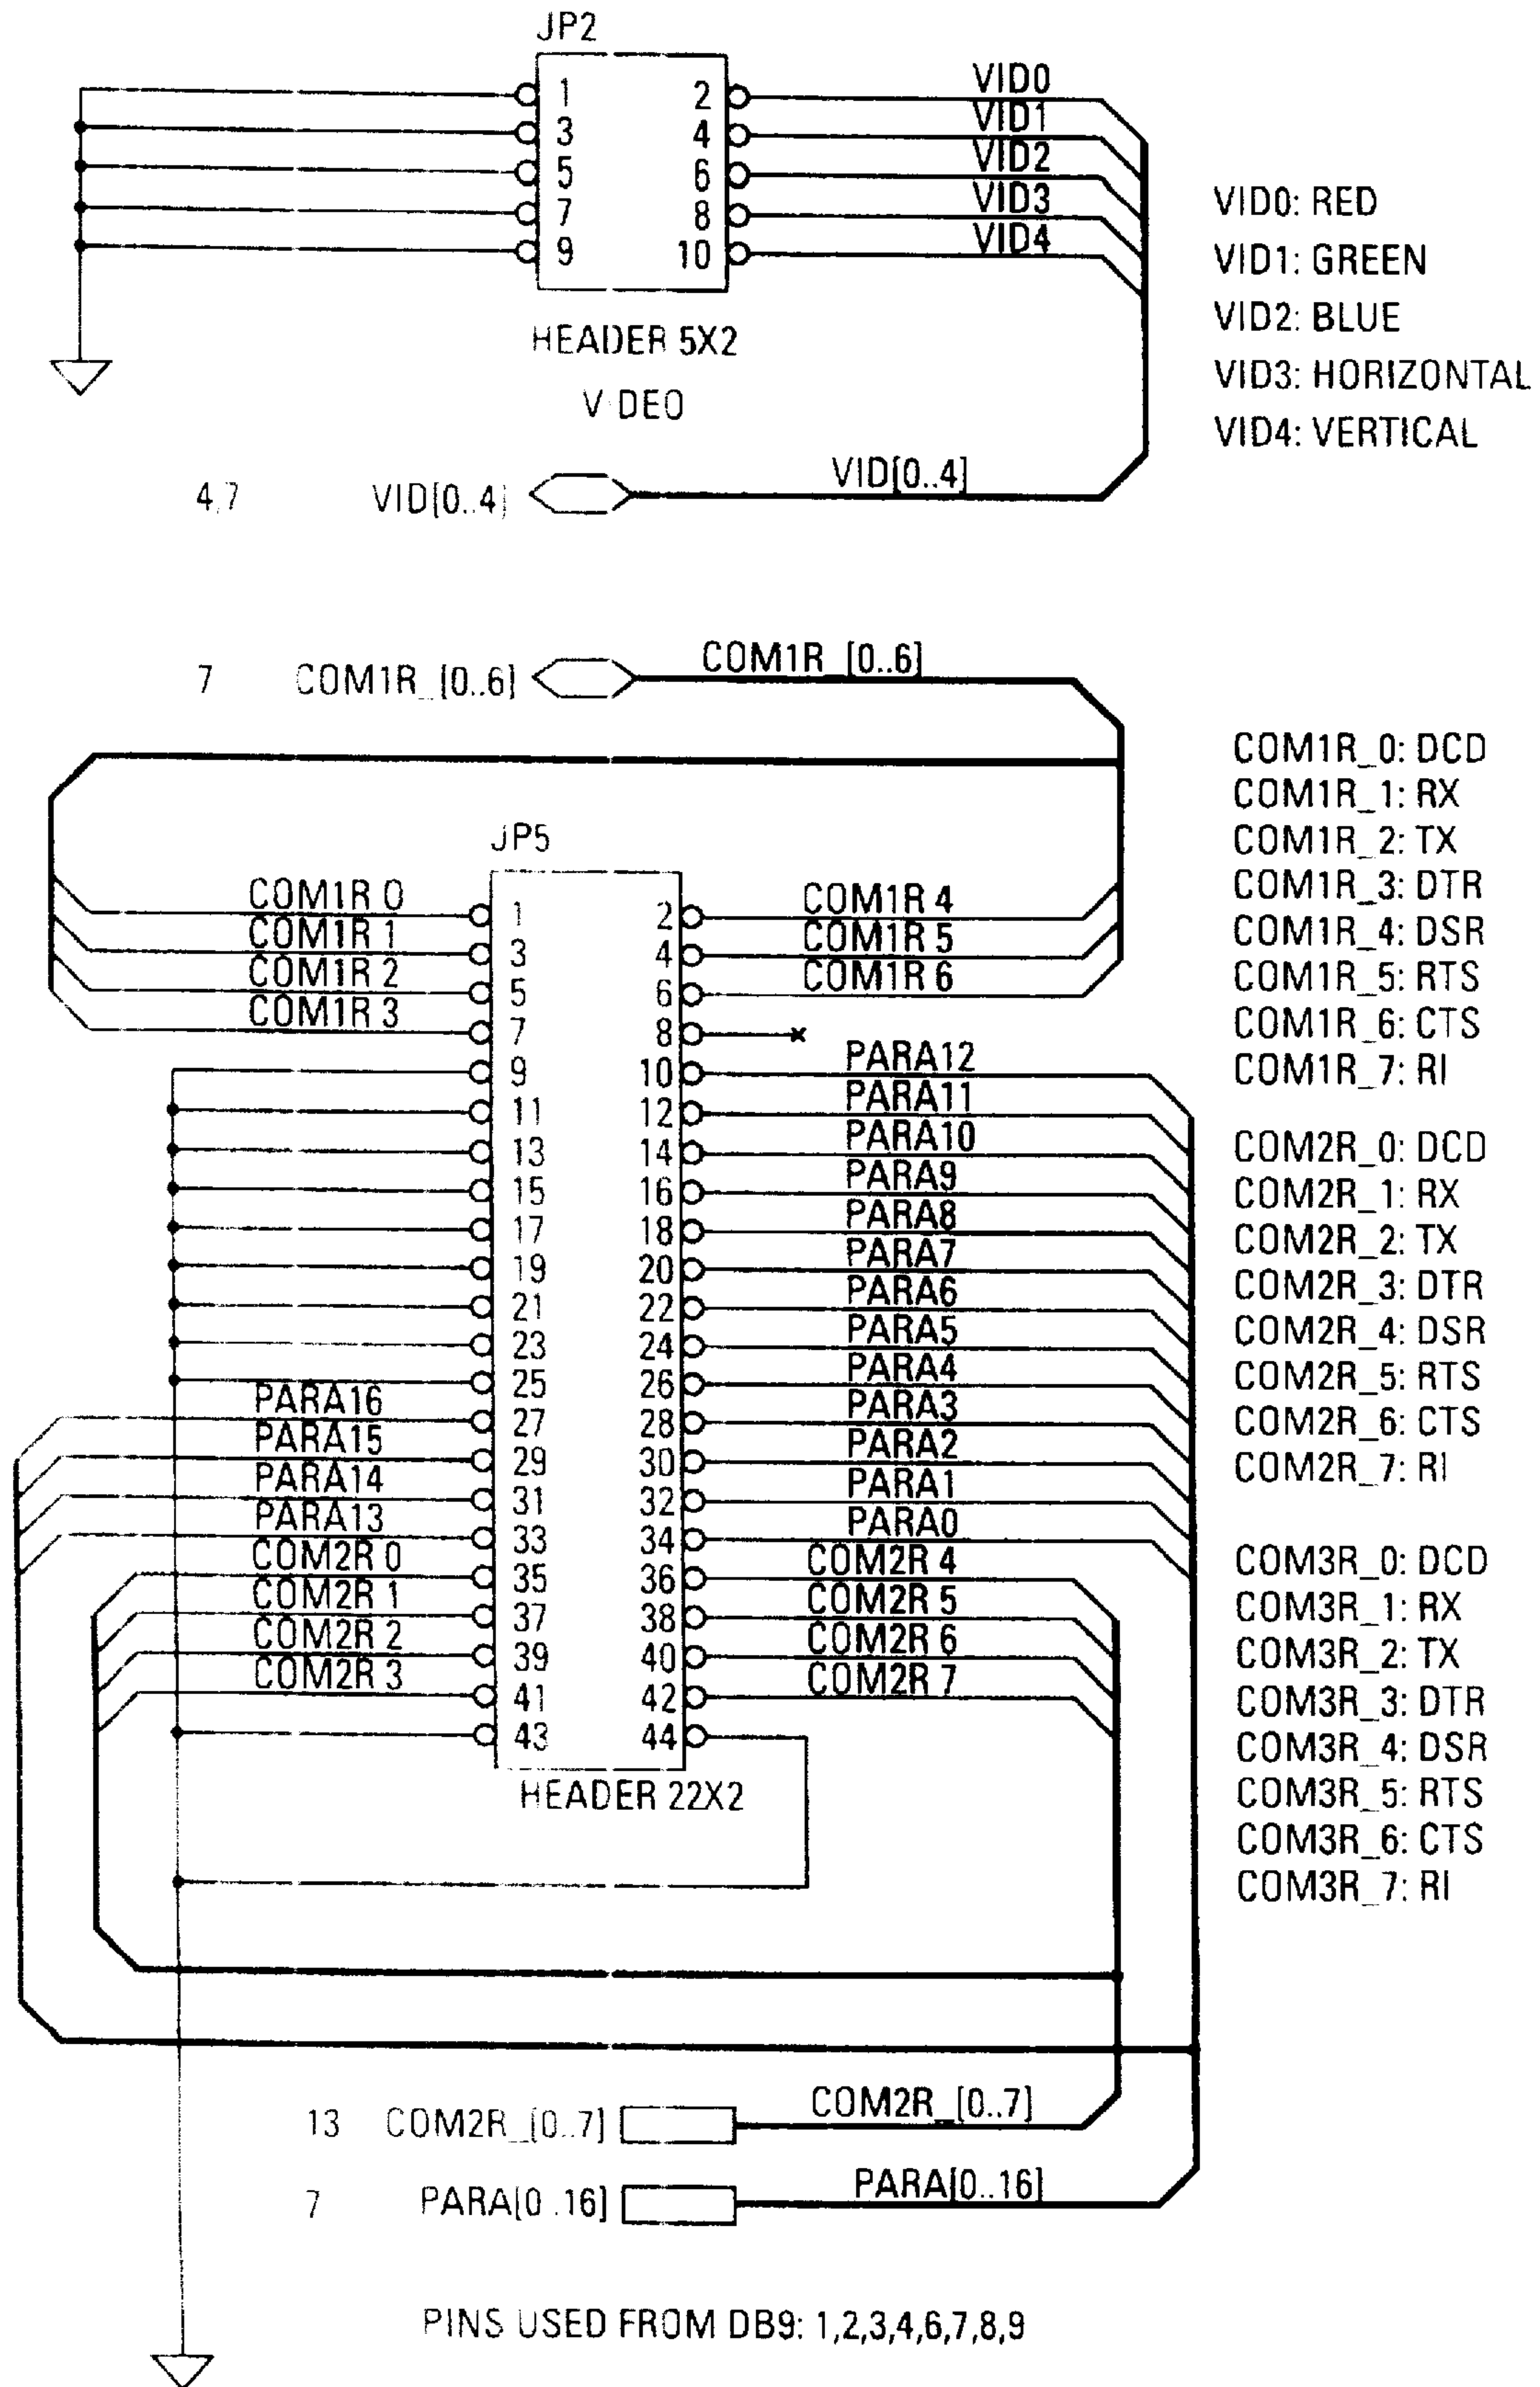 JP2
1 2 VID0
3 4 VID1
5 6 VID2
7 8 VID3
9 10 VID4
HEADER 5X2
V DEO
VID0: RED
VID1: GREEN
VID2: BLUE
VID3: HORIZONTAL
VID4: VERTICAL
4,7 VID[0..4] VID[0..4]
7 COM1R_[0..6] COM1R_[0..6]
JP5
COM1R 0 1 2 COM1R 4
COM1R 1 3 4 COM1R 5
COM1R 2 5 6 COM1R 6
COM1R 3 7 8
9 10 PARA12
11 12 PARA11
13 14 PARA10
15 16 PARA9
17 18 PARA8
19 20 PARA7
21 22 PARA6
23 24 PARA5
25 26 PARA4
PARA16 27 28 PARA3
PARA15 29 30 PARA2
PARA14 31 32 PARA1
PARA13 33 34 PARA0
COM2R 0 35 36 COM2R 4
COM2R 1 37 38 COM2R 5
COM2R 2 39 40 COM2R 6
COM2R 3 41 42 COM2R 7
43 44
HEADER 22X2
COM1R_0: DCD
COM1R_1: RX
COM1R_2: TX
COM1R_3: DTR
COM1R_4: DSR
COM1R_5: RTS
COM1R_6: CTS
COM1R_7: RI
COM2R_0: DCD
COM2R_1: RX
COM2R_2: TX
COM2R_3: DTR
COM2R_4: DSR
COM2R_5: RTS
COM2R_6: CTS
COM2R_7: RI
COM3R_0: DCD
COM3R_1: RX
COM3R_2: TX
COM3R_3: DTR
COM3R_4: DSR
COM3R_5: RTS
COM3R_6: CTS
COM3R_7: RI
13 COM2R_[0..7] COM2R_[0..7]
7 PARA[0 .16] PARA[0..16]
PINS USED FROM DB9: 1,2,3,4,6,7,8,9